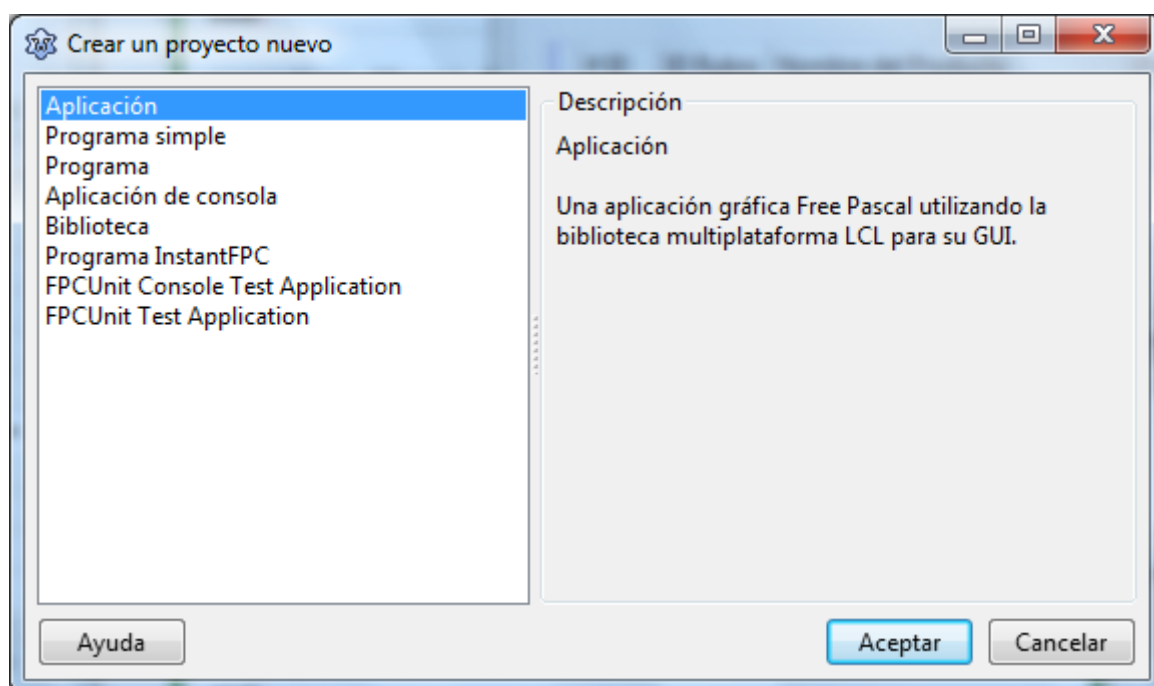 Crear un proyecto nuevo
Aplicación
Programa simple
Programa
Aplicación de consola
Biblioteca
Programa InstantFPC
FPCUnit Console Test Application
FPCUnit Test Application
Descripción
Aplicación
Una aplicación gráfica Free Pascal utilizando la
biblioteca multiplataforma LCL para su GUI.
Ayuda
Aceptar
Cancelar